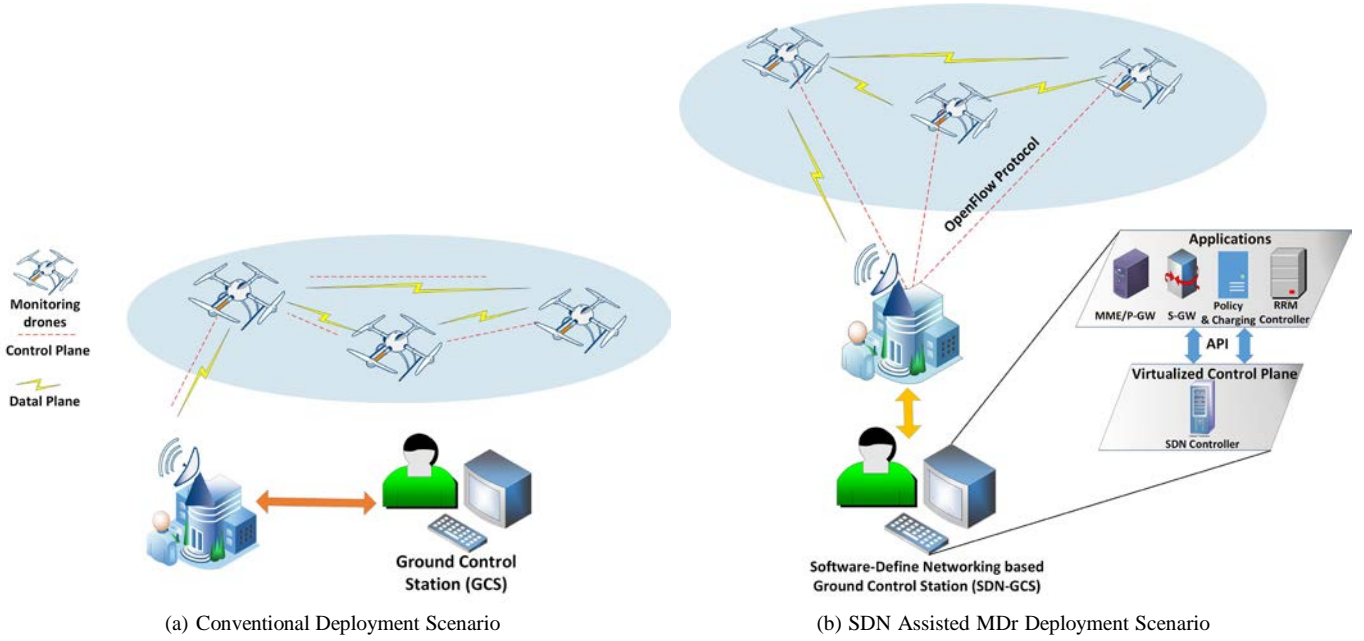 Monitoring
drones
Control Plane
Datal Plane
Ground Control
Station (GCS)
(a) Conventional Deployment Scenario
OpenFlow Protocol
Applications
MME/P-GW
S-GW
Policy
& Charging
RRM
Controller
API
Virtualized Control Plane
SDN Controller
Software-Define Networking based
Ground Control Station (SDN-GCS)
(b) SDN Assisted MDr Deployment Scenario